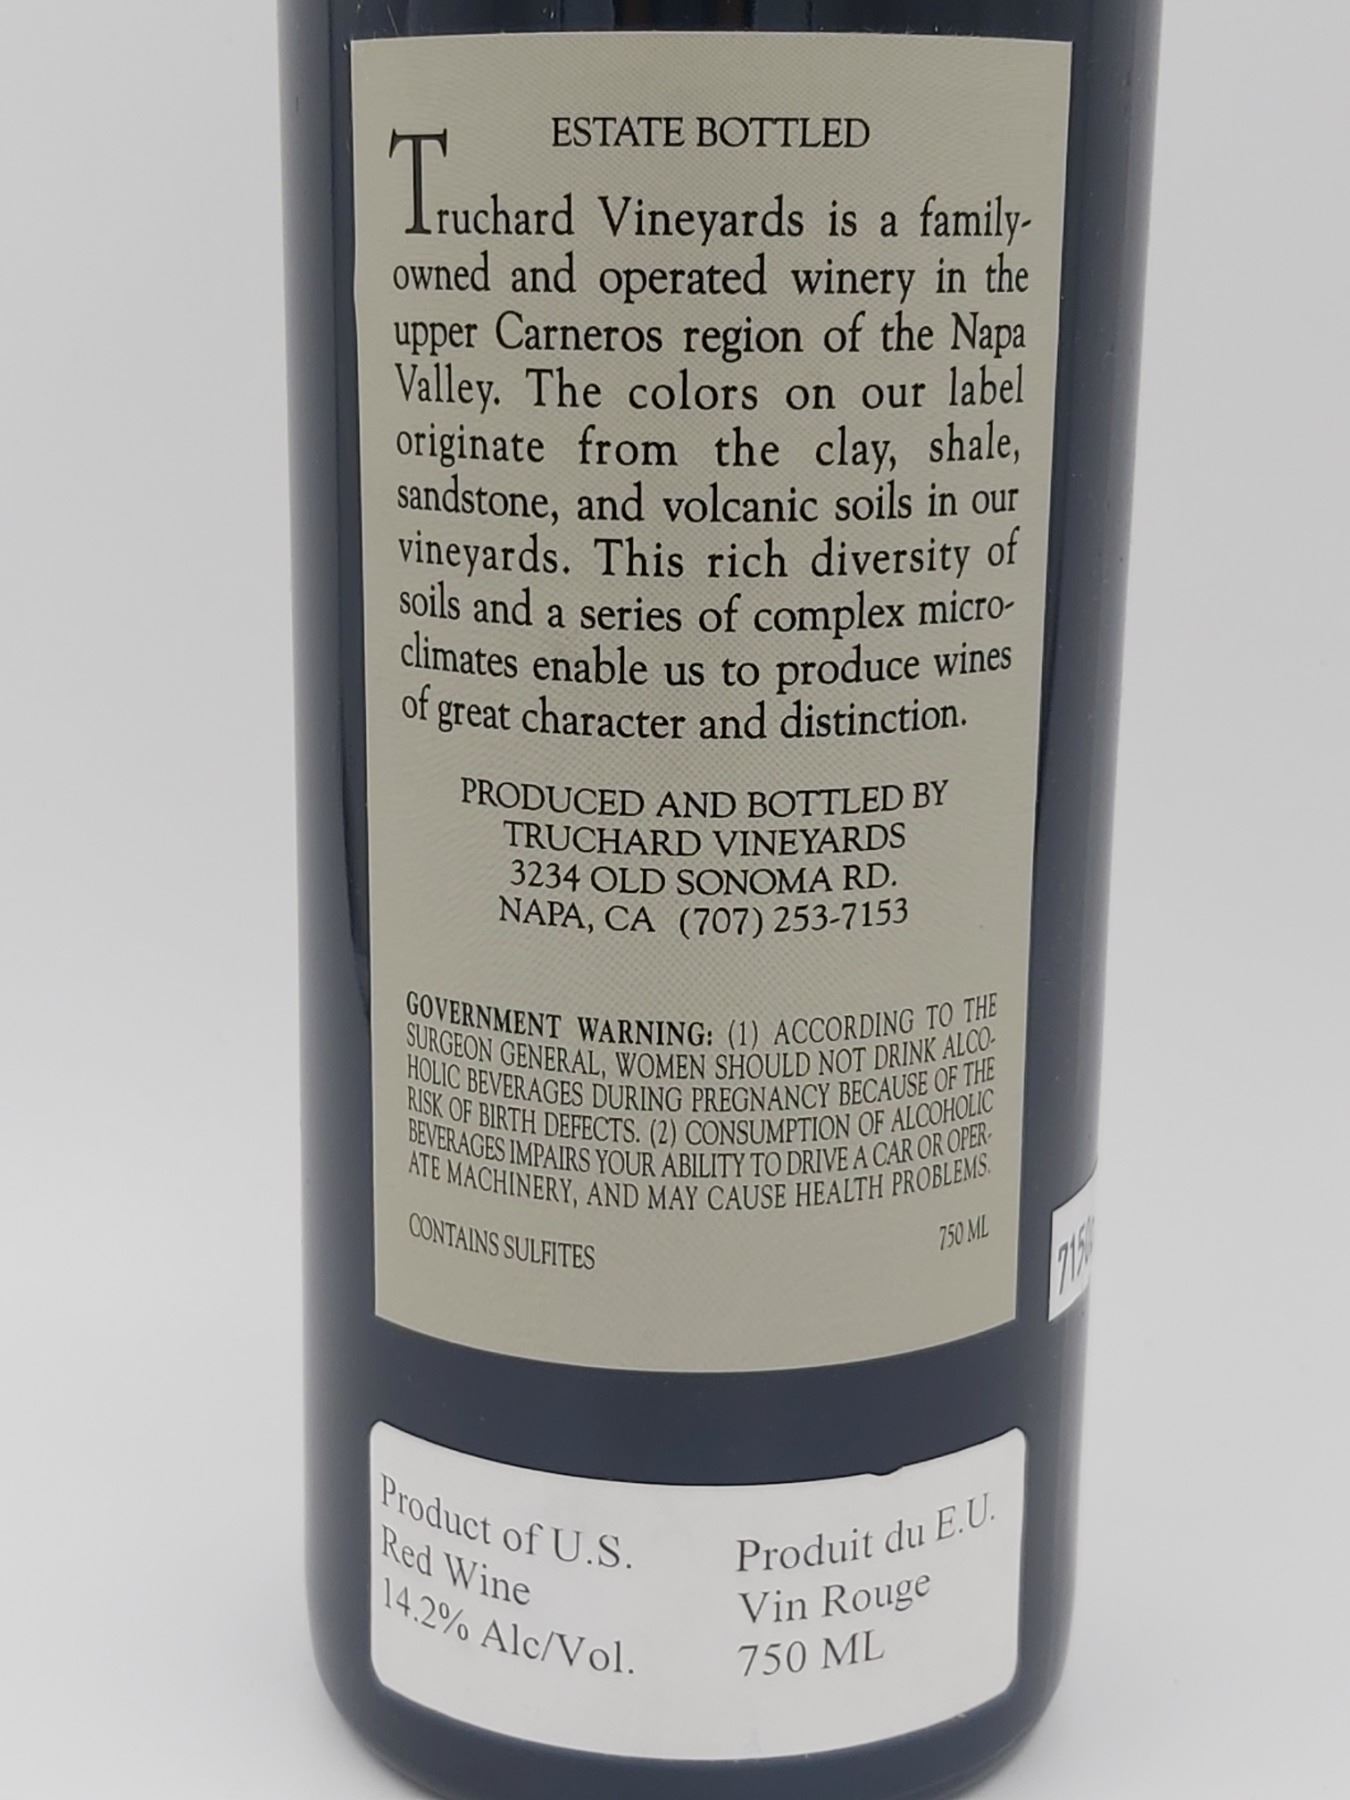 ESTATE BOTTLED
Truchard Vineyards is a family-
owned and operated winery in the
upper Carneros region of the Napa
Valley. The colors on our label
originate from the clay, shale,
sandstone, and volcanic soils in our
vineyards. This rich diversity of
soils and a series of complex micro-
climates enable us to produce wines
of great character and distinction.
PRODUCED AND BOTTLED BY
TRUCHARD VINEYARDS
3234 OLD SONOMA RD.
NAPA, CA (707) 253-7153
GOVERNMENT WARNING: (1) ACCORDING TO THE
SURGEON GENERAL, WOMEN SHOULD NOT DRINK ALCO-
HOLIC BEVERAGES DURING PREGNANCY BECAUSE OF THE
RISK OF BIRTH DEFECTS. (2) CONSUMPTION OF ALCOHOLIC
BEVERAGES IMPAIRS YOUR ABILITY TO DRIVE A CAR OR OPER-
ATE MACHINERY, AND MAY CAUSE HEALTH PROBLEMS.
CONTAINS SULFITES 750 ML
Product of U.S.
Red Wine
14.2% Alc/Vol.
Produit du E.U.
Vin Rouge
750 ML